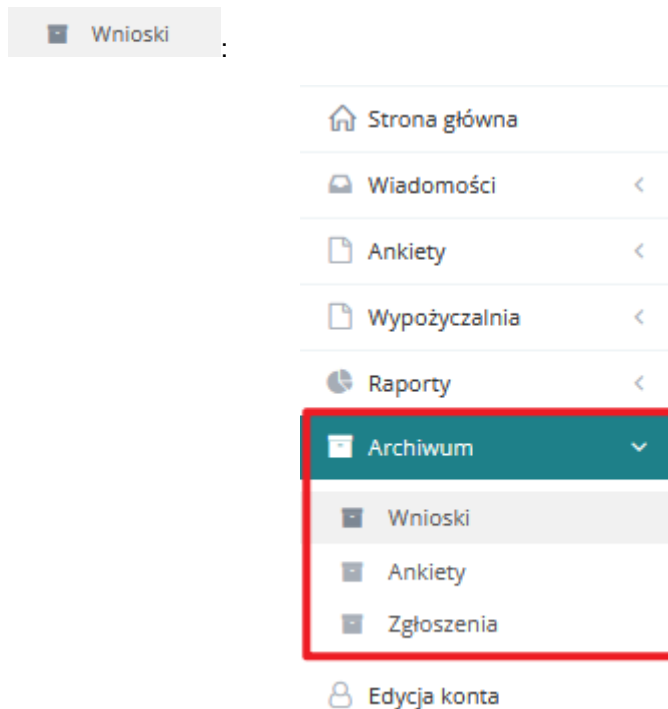 Wnioski :
Strona główna
Wiadomości
Ankiety
Wypożyczalnia
Raporty
Archiwum
Wnioski
Ankiety
Zgłoszenia
Edycja konta